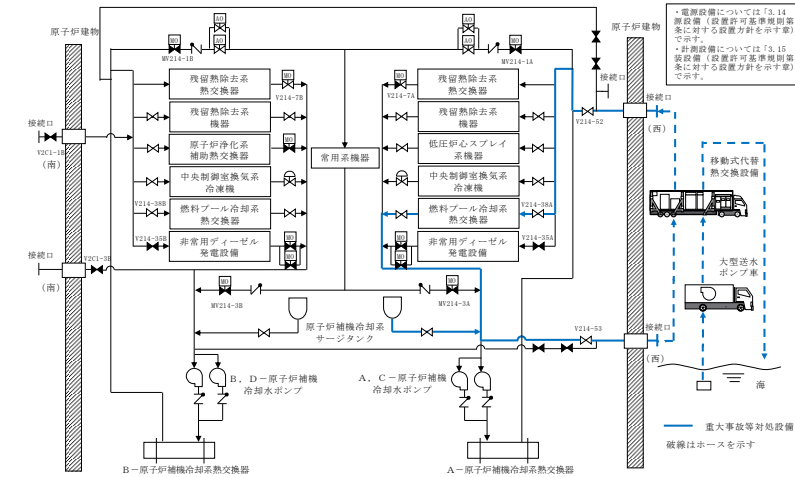 ・電源設備については「3.14
源設備（設置許可基準規則第
条に対する設置方針を示す章）
で示す。
・計測設備については「3.15
装設備（設置許可基準規則第
条に対する設置方針を示す章）
で示す。
原子炉建物
原子炉建物
MO
AO
AO
AO
AO
MO
MV214-1B
MV214-1A
残留熱除去系
熱交換器
MO
V214-7B
残留熱除去系
機器
原子炉浄化系
補助熱交換器
MO
中央制御室換気系
冷凍機
V214-38B
燃料プール冷却系
熱交換器
V214-35B
非常用ディーゼル
発電設備
MO
MO
常用系機器
MO
V214-7A
残留熱除去系
熱交換器
残留熱除去系
機器
低圧炉心スプレイ
系機器
中央制御室換気系
冷凍機
V214-38A
燃料プール冷却系
熱交換器
V214-35A
非常用ディーゼル
発電設備
MO
MO
接続口
V2C1-1B
(南)
接続口
V2C1-3B
(南)
接続口
V214-52
接続口
(西)
移動式代替
熱交換設備
大型送水
ポンプ車
MO
MV214-3B
MO
MV214-3A
原子炉補機冷却系
サージタンク
V214-53
接続口
(西)
海
B，D－原子炉補機
冷却水ポンプ
A，C－原子炉補機
冷却水ポンプ
重大事故等対処設備
破線はホースを示す
B－原子炉補機冷却系熱交換器
A－原子炉補機冷却系熱交換器